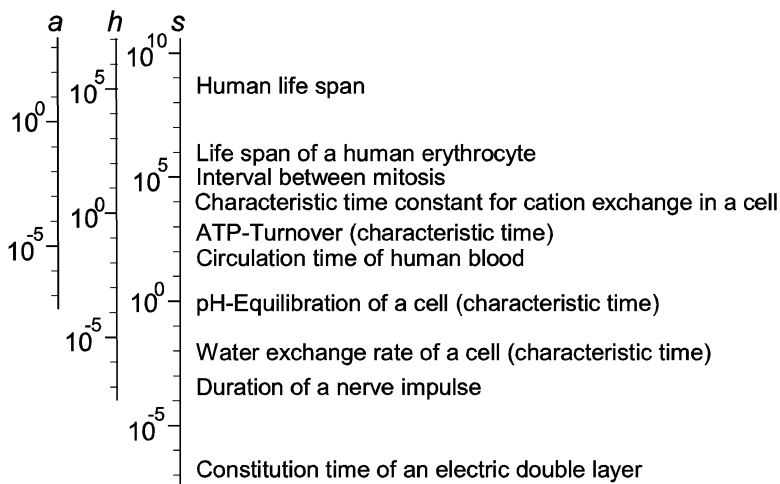 a h s
10^10
Human life span
10^5
10^0
Life span of a human erythrocyte
10^5
Interval between mitosis
Characteristic time constant for cation exchange in a cell
10^0
ATP-Turnover (characteristic time)
10^-5
Circulation time of human blood
10^0
pH-Equilibration of a cell (characteristic time)
10^-5
Water exchange rate of a cell (characteristic time)
Duration of a nerve impulse
10^-5
Constitution time of an electric double layer